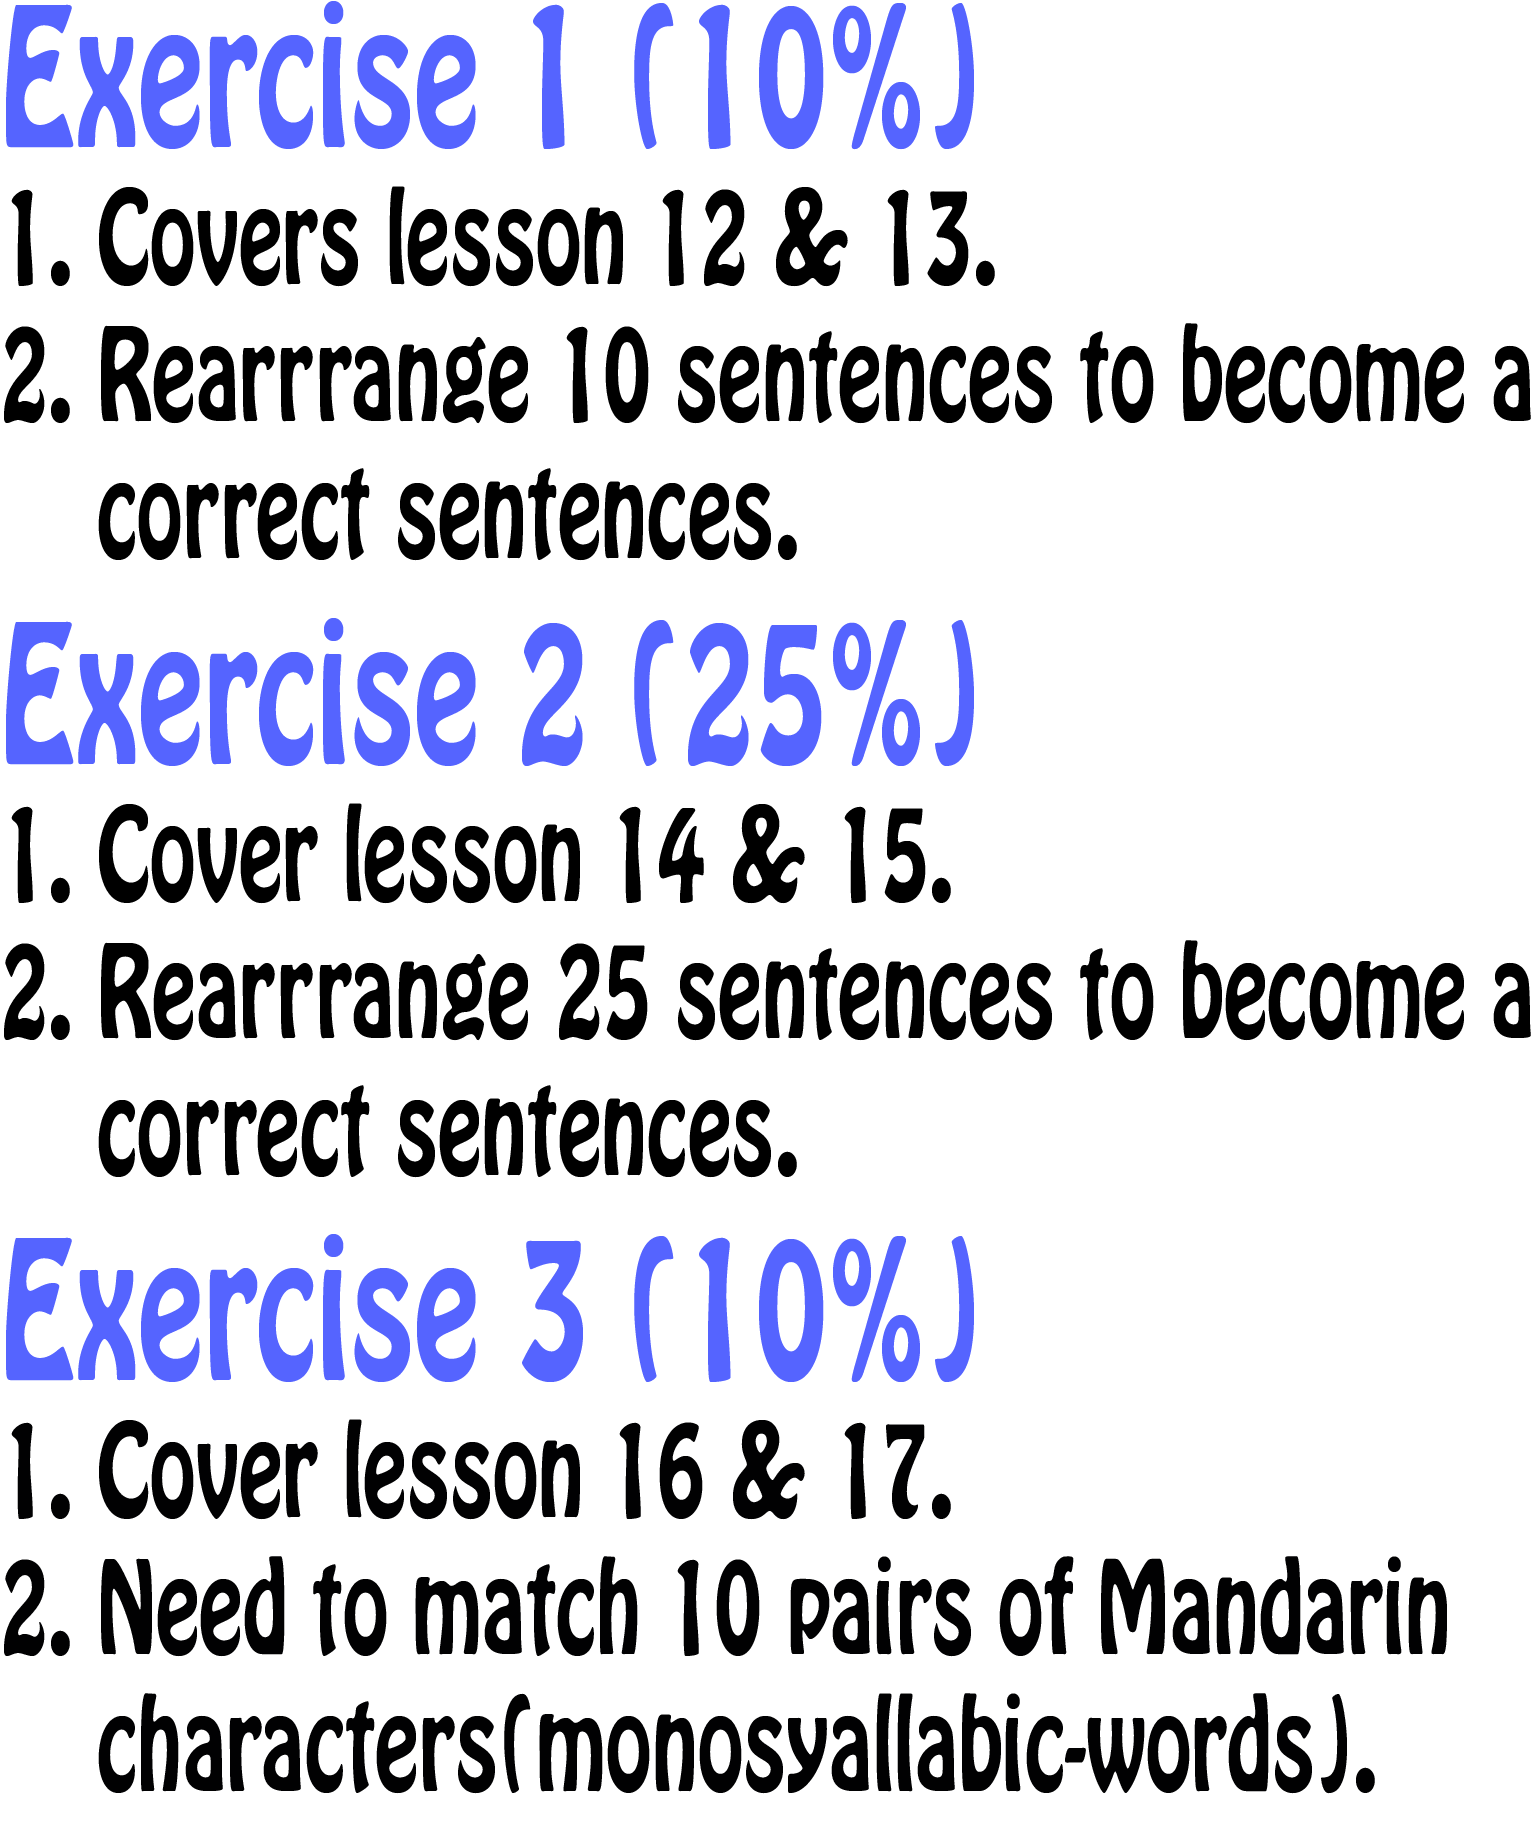 Exercise 1 (10%)
1. Covers lesson 12 & 13.
2. Rearrrange 10 sentences to become a
correct sentences.
Exercise 2 (25%)
1. Cover lesson 14 & 15.
2. Rearrrange 25 sentences to become a
correct sentences.
Exercise 3 (10%)
1. Cover lesson 16 & 17.
2. Need to match 10 pairs of Mandarin
characters(monosyallabic-words).